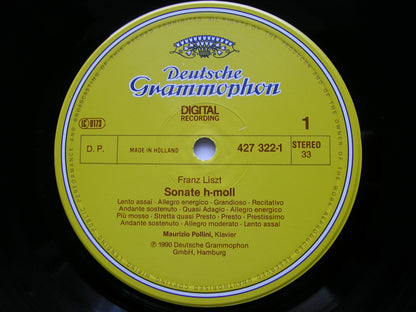 Deutsche
Grammophon
DIGITAL
RECORDING
LC 0173
1
D. P.
MADE IN HOLLAND
427 322-1
STEREO
33
Franz Liszt
Sonate h-moll
Lento assai · Allegro energico · Grandioso · Recitativo
Andante sostenuto · Quasi Adagio · Allegro energico
Più mosso · Stretta quasi Presto · Presto · Prestissimo
Andante sostenuto · Allegro moderato · Lento assai
Maurizio Pollini, Klavier
℗ 1990 Deutsche Grammophon
GmbH, Hamburg